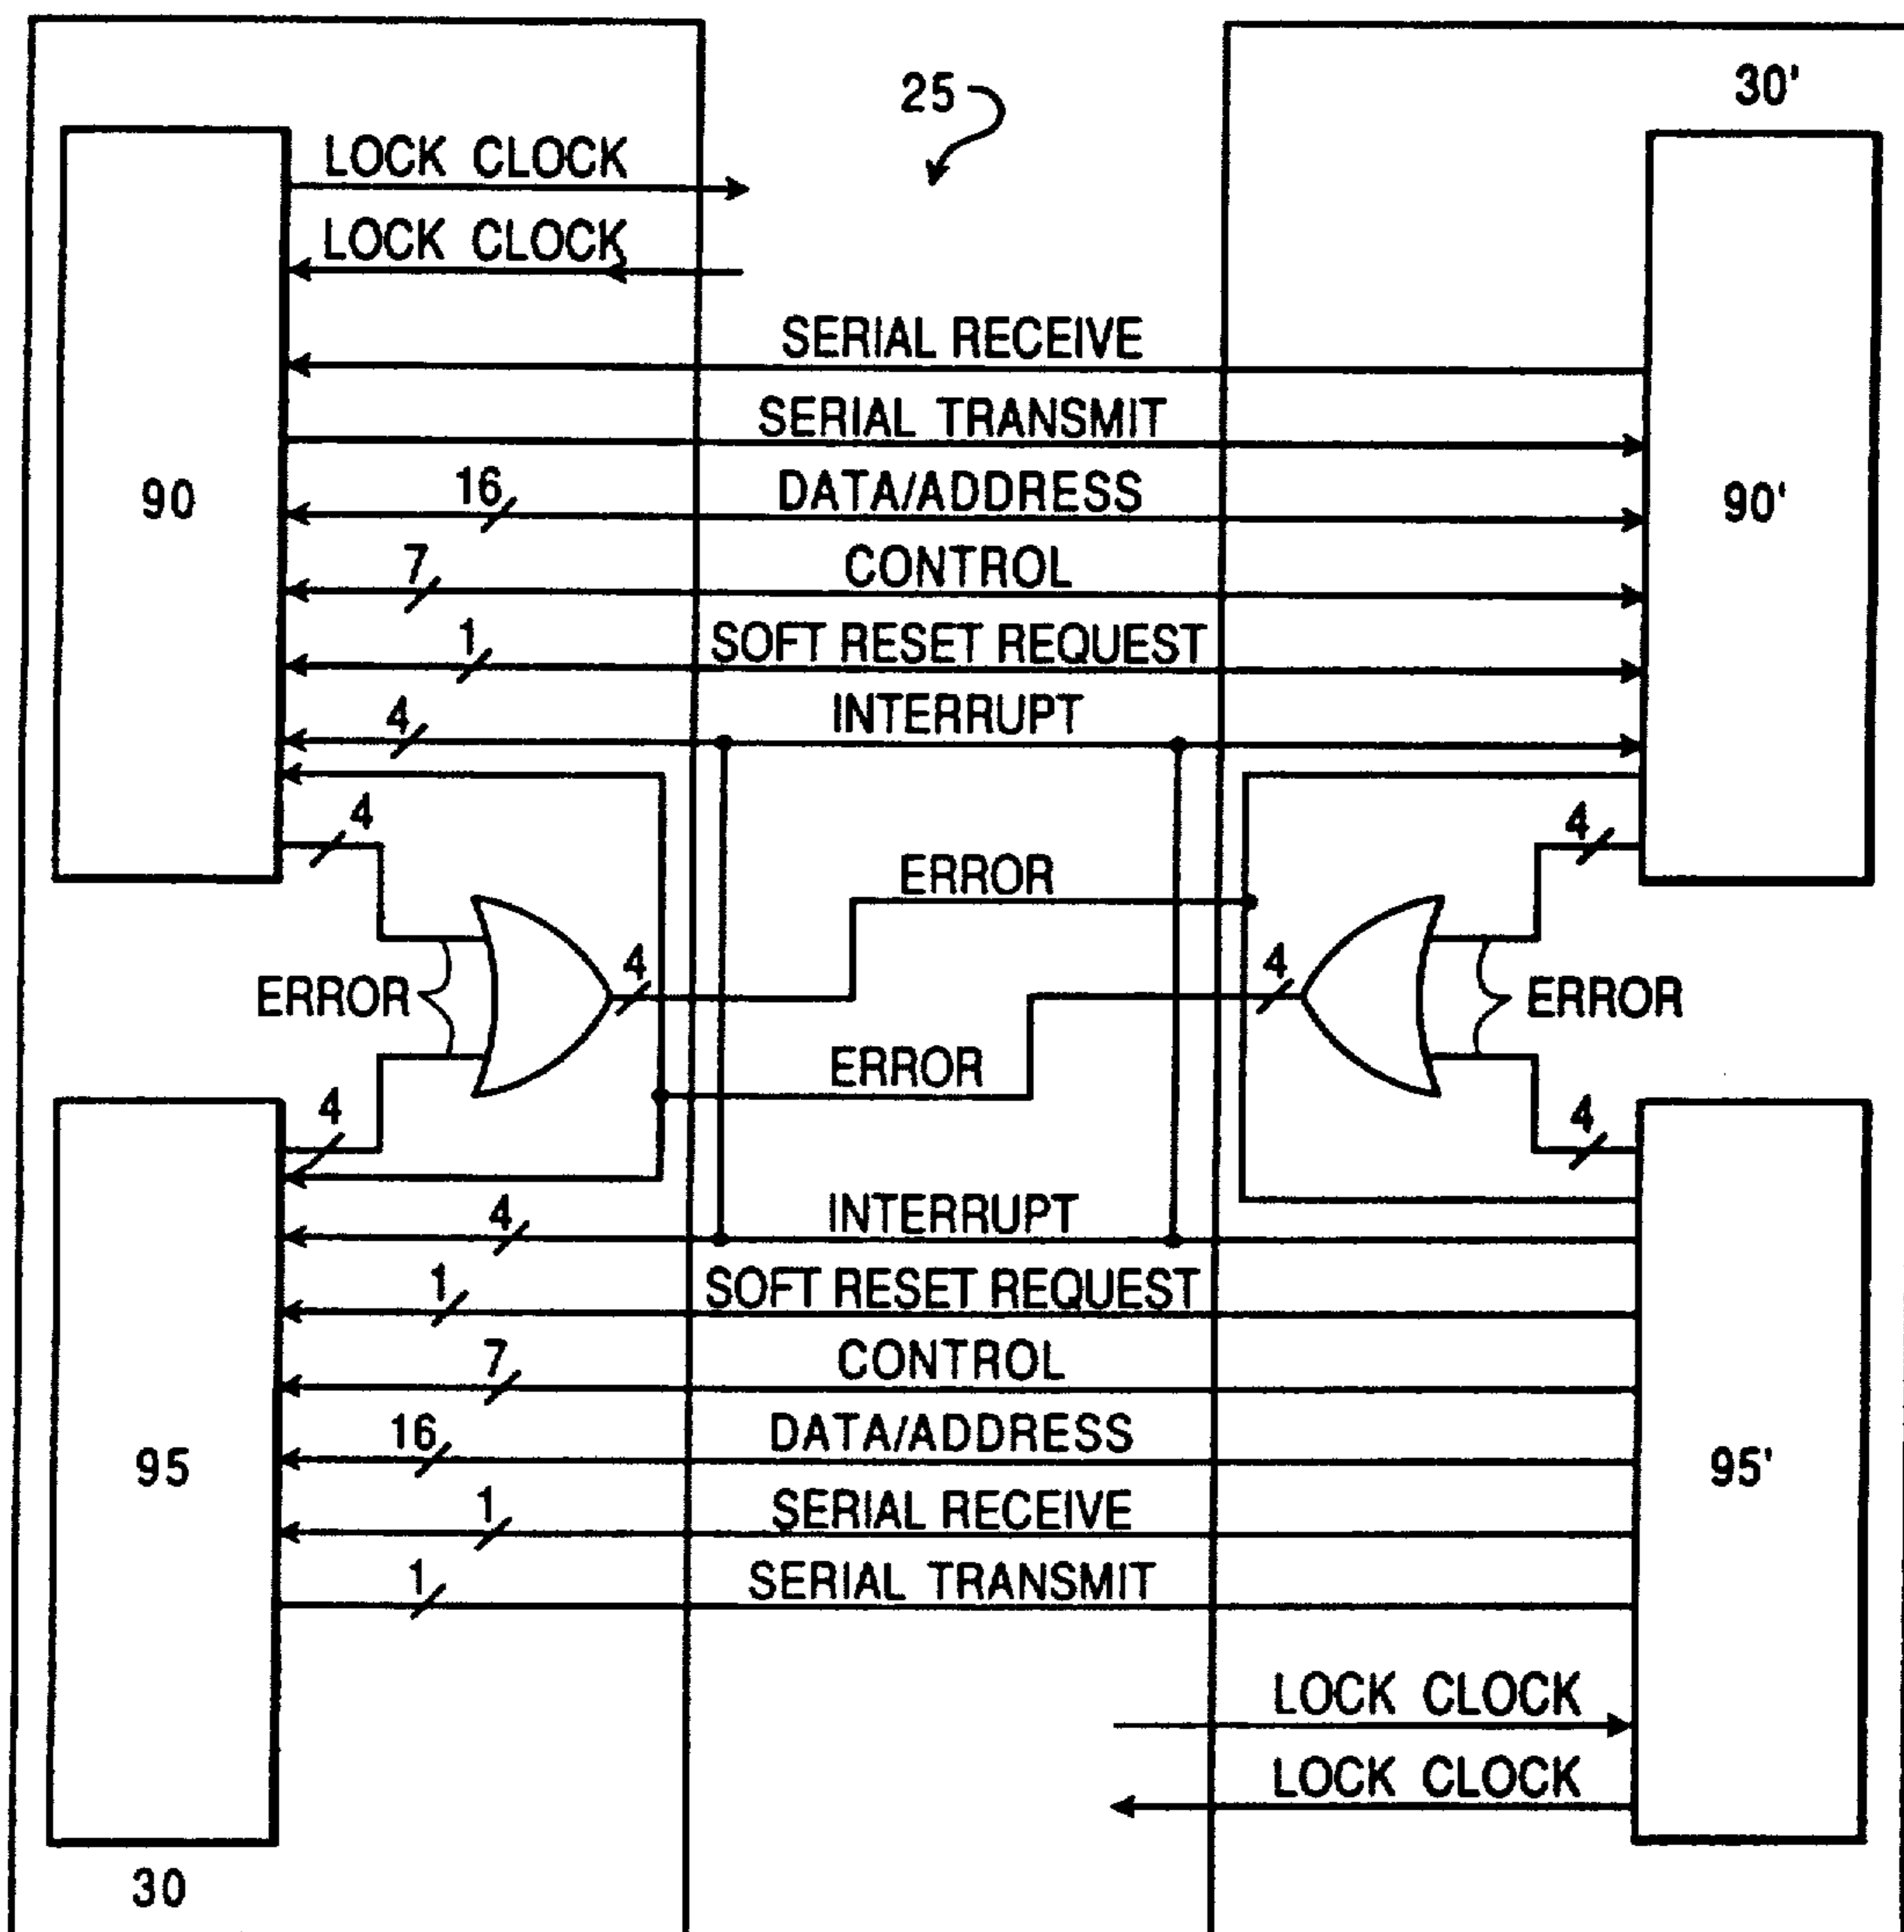 25
30'
LOCK CLOCK
LOCK CLOCK
SERIAL RECEIVE
SERIAL TRANSMIT
90
16
DATA/ADDRESS
90'
7
CONTROL
1
SOFT RESET REQUEST
4
INTERRUPT
4
4
ERROR
ERROR
4
4
ERROR
ERROR
4
4
4
INTERRUPT
1
SOFT RESET REQUEST
7
CONTROL
95
16
DATA/ADDRESS
95'
1
SERIAL RECEIVE
1
SERIAL TRANSMIT
LOCK CLOCK
LOCK CLOCK
30